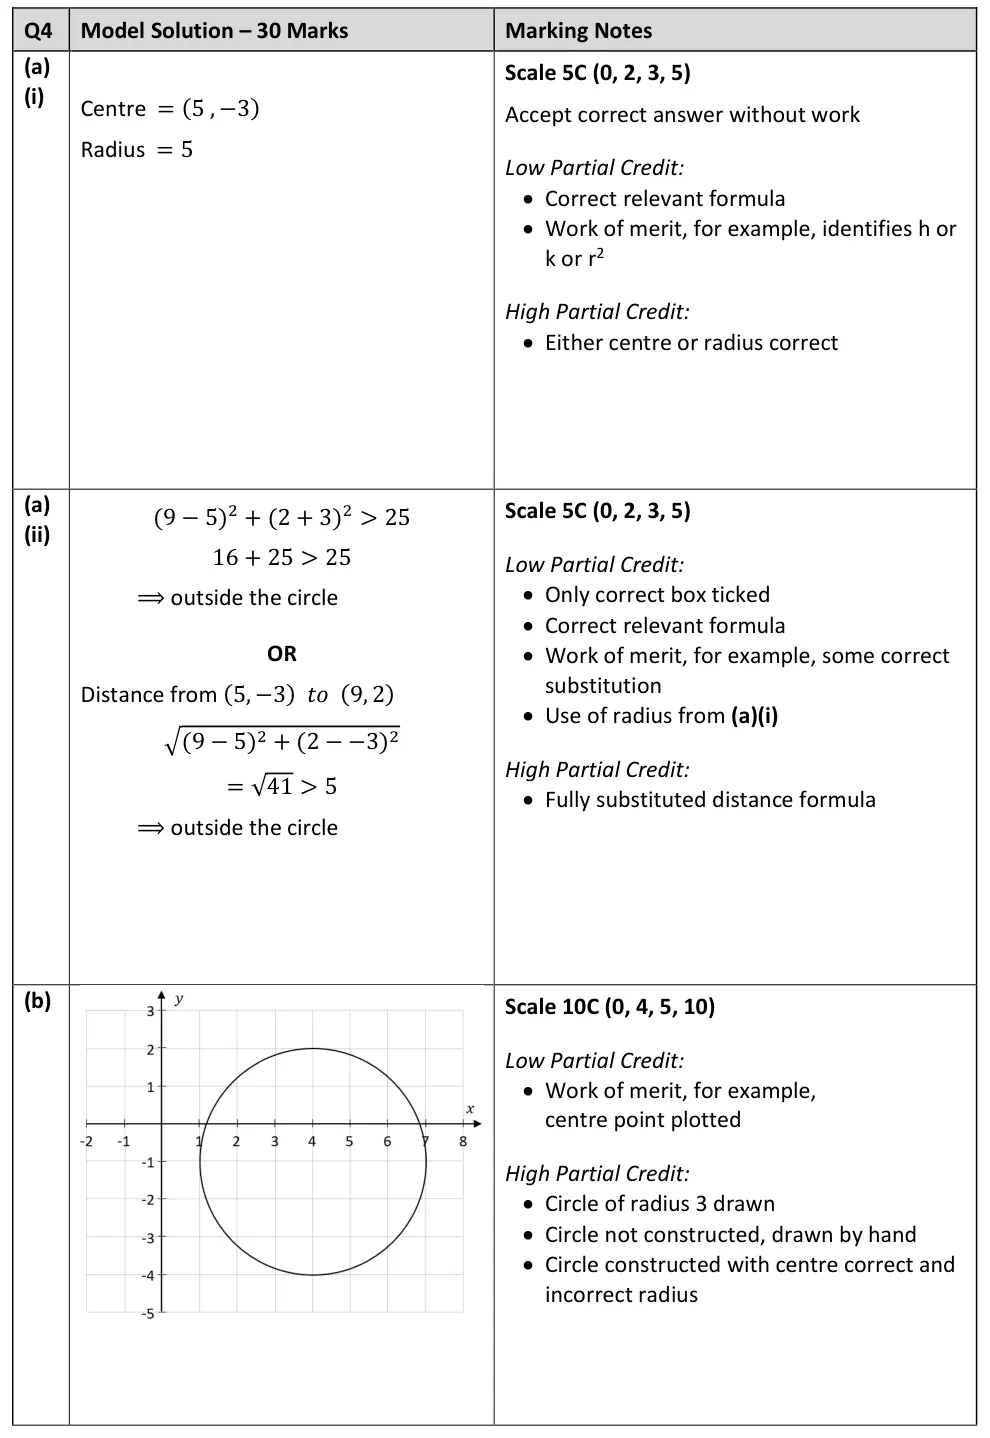 Q4 Model Solution – 30 Marks Marking Notes
(a)
(i)
Centre = (5 , −3)
Radius = 5
Scale 5C (0, 2, 3, 5)
Accept correct answer without work
Low Partial Credit:
• Correct relevant formula
• Work of merit, for example, identifies h or
k or r²
High Partial Credit:
• Either centre or radius correct
(a)
(ii)
(9 − 5)² + (2 + 3)² > 25
16 + 25 > 25
⟹ outside the circle
OR
Distance from (5, −3) to (9, 2)
√(9 − 5)² + (2 − −3)²
= √41 > 5
⟹ outside the circle
Scale 5C (0, 2, 3, 5)
Low Partial Credit:
• Only correct box ticked
• Correct relevant formula
• Work of merit, for example, some correct
substitution
• Use of radius from (a)(i)
High Partial Credit:
• Fully substituted distance formula
(b)
y
3
2
1
x
-2 -1 1 2 3 4 5 6 7 8
-1
-2
-3
-4
-5
Scale 10C (0, 4, 5, 10)
Low Partial Credit:
• Work of merit, for example,
centre point plotted
High Partial Credit:
• Circle of radius 3 drawn
• Circle not constructed, drawn by hand
• Circle constructed with centre correct and
incorrect radius